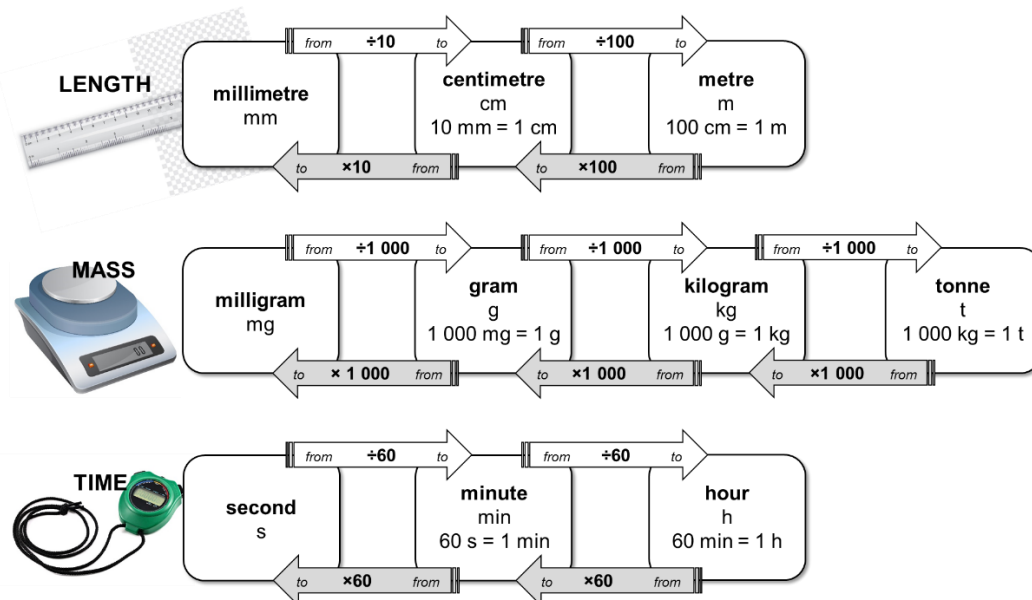 from ÷10 to
from ÷100 to
LENGTH
millimetre
mm
centimetre
cm
10 mm = 1 cm
metre
m
100 cm = 1 m
to ×10 from
to ×100 from
from ÷1 000 to
from ÷1 000 to
from ÷1 000 to
MASS
milligram
mg
gram
g
1 000 mg = 1 g
kilogram
kg
1 000 g = 1 kg
tonne
t
1 000 kg = 1 t
to × 1 000 from
to ×1 000 from
to ×1 000 from
from ÷60 to
from ÷60 to
TIME
second
s
minute
min
60 s = 1 min
hour
h
60 min = 1 h
to ×60 from
to ×60 from